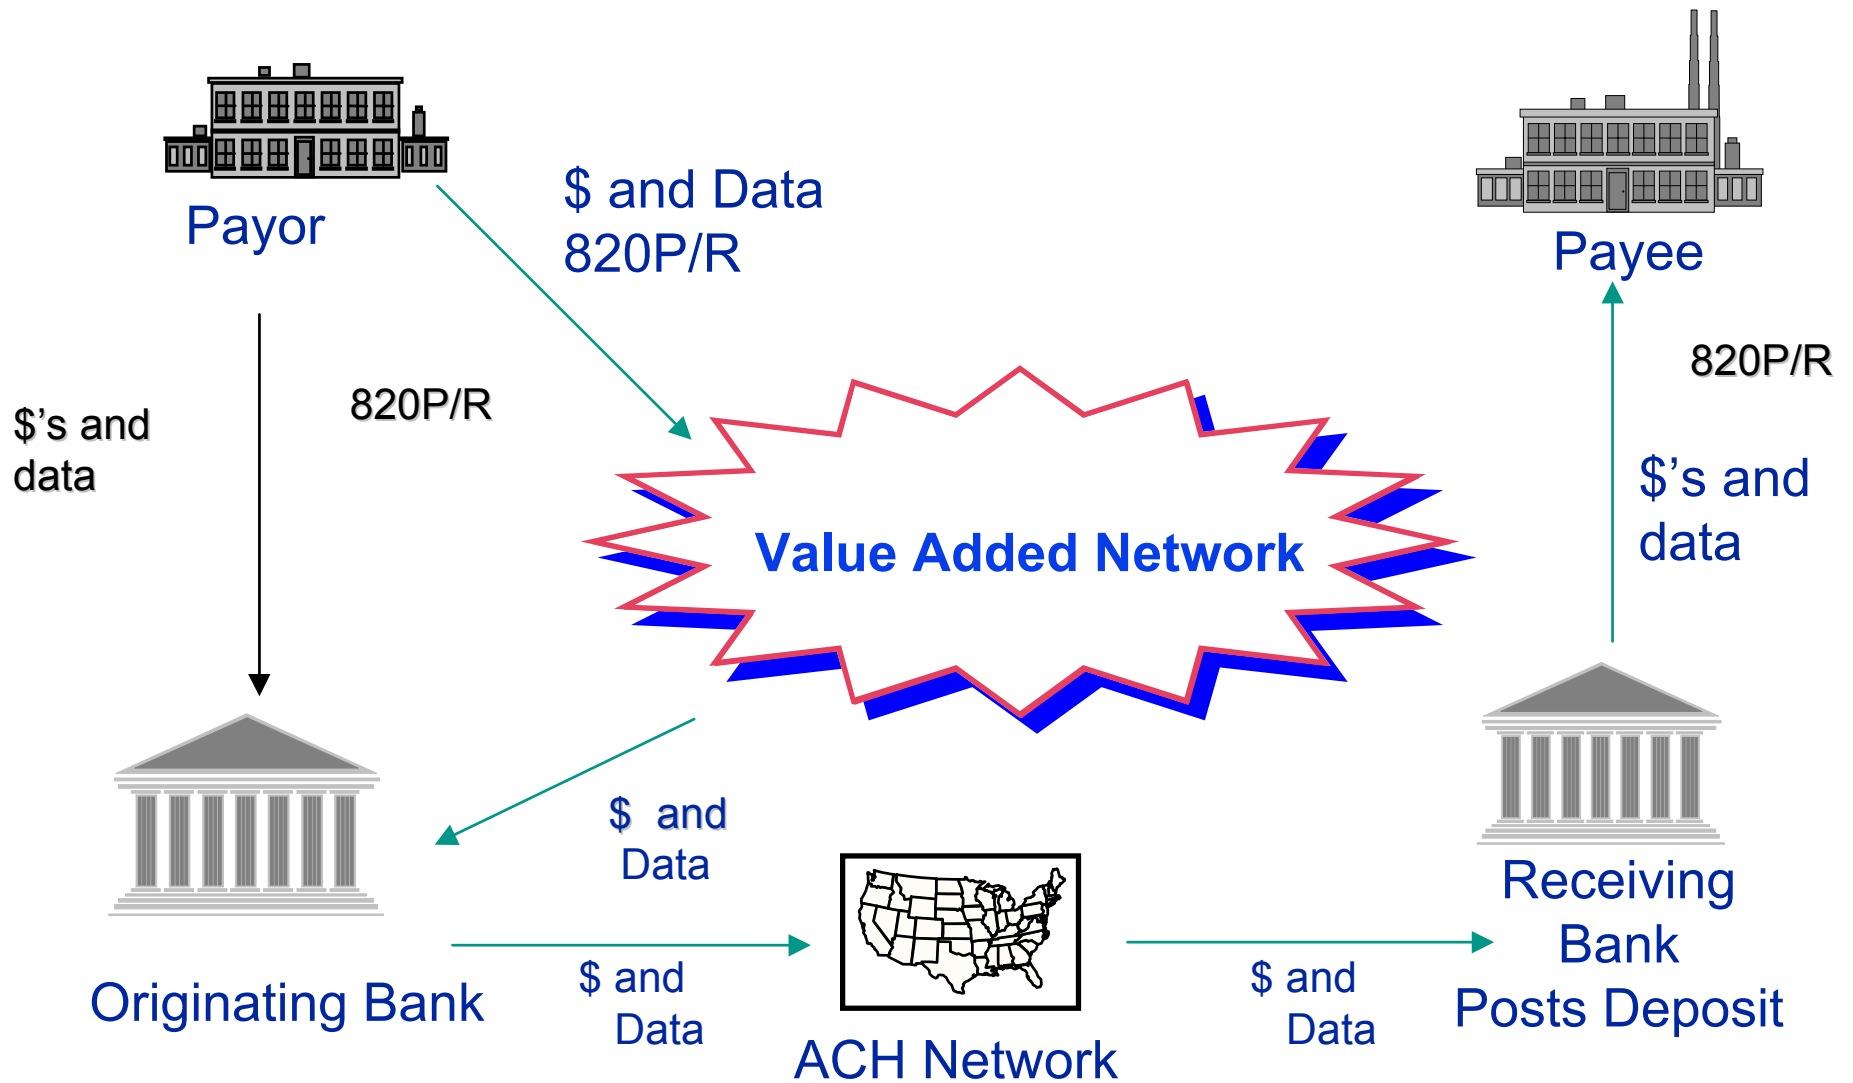 Payor
$ and Data
820P/R
Payee
$’s and
data
820P/R
820P/R
$’s and
data
Value Added Network
$  and
Data
Originating Bank
$ and
Data
ACH Network
$ and
Data
Receiving
Bank
Posts Deposit